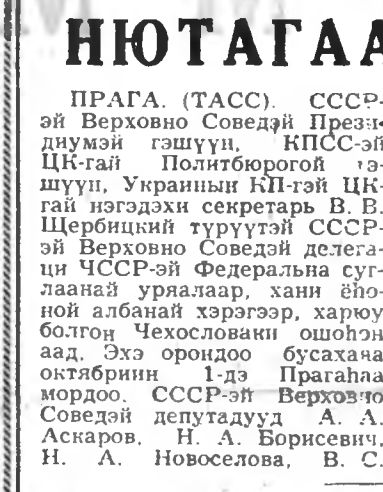 НЮТАГАА
ПРАГА. (ТАСС). СССР-
эй Верховно Соведэй Прези-
диумэй гэшүүн, КПСС-эй
ЦК-гай Политбюрогой гэ-
шүүн, Украинын КП-гэй ЦК-
гай нэгэдэхи секретарь В. В.
Щербицкий түрүүтэй СССР-
эй Верховно Соведэй делега-
ци ЧССР-эй Федеральна суг-
лаанай уряалаар, хани ёһо-
ной албанай хэрэгээр, харюу
болгон Чехословаки ошоһон
аад. Эхэ орондоо бусахаяа
октябриин 1-дэ Прагаһаа
мордоо. СССР-эй Верховно
Соведэй депутадууд А. А.
Аскаров, Н. А. Борисевич,
Н. А. Новоселова, В. С.